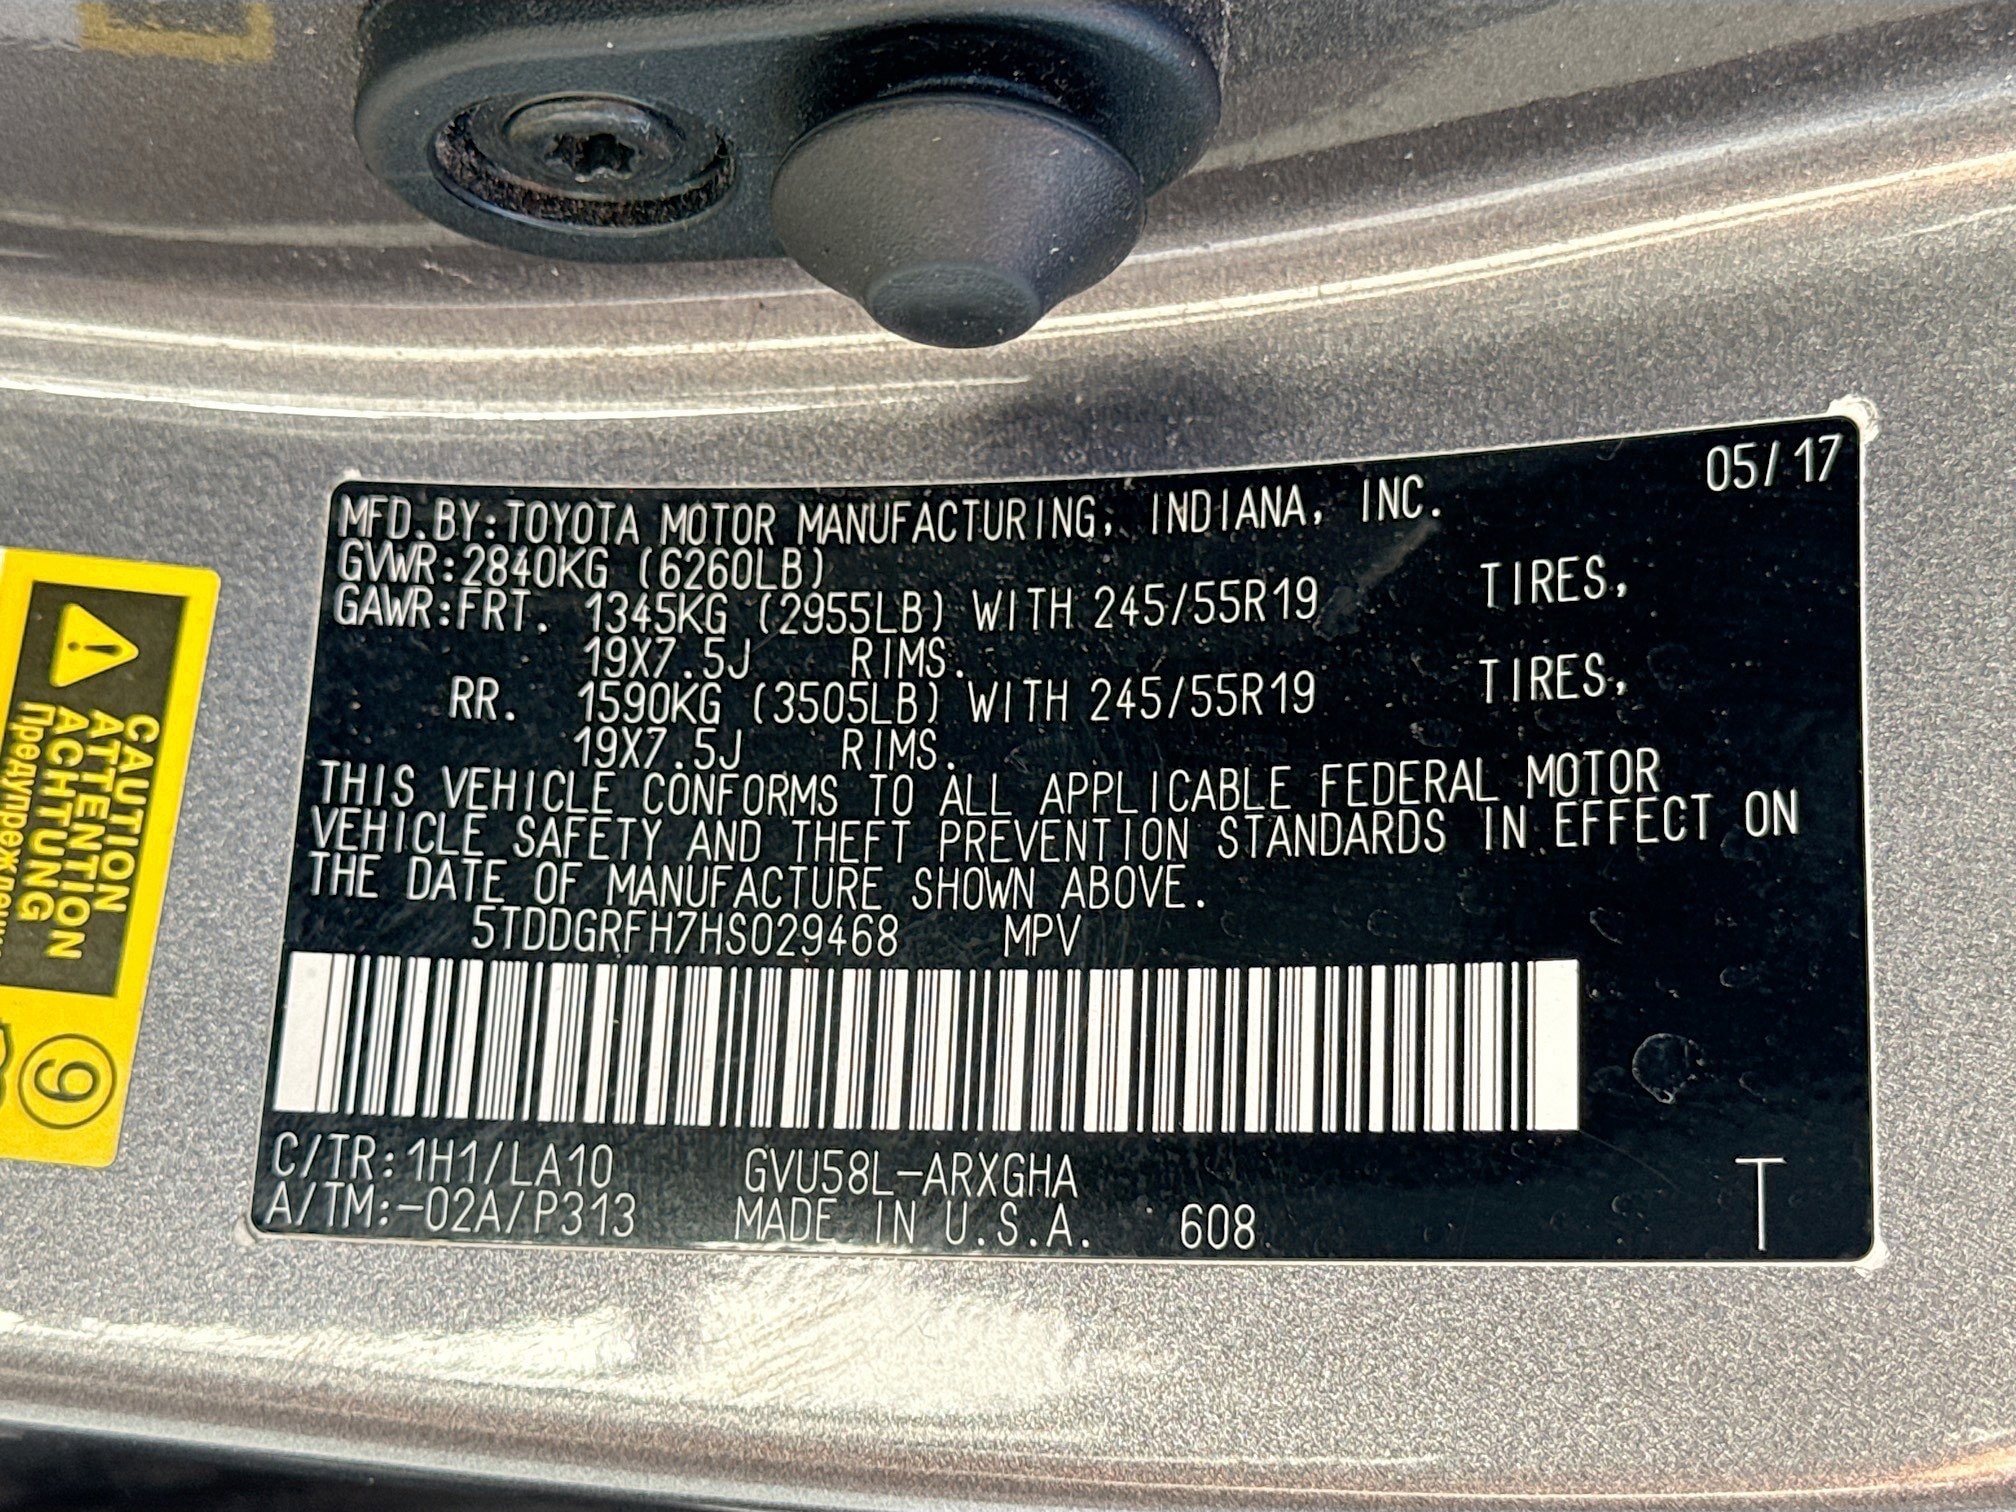 05/17
MFD.BY:TOYOTA MOTOR MANUFACTURING, INDIANA, INC.
GVWR:2840KG (6260LB)
GAWR:FRT. 1345KG (2955LB) WITH 245/55R19 TIRES,
19X7.5J RIMS.
RR. 1590KG (3505LB) WITH 245/55R19 TIRES,
19X7.5J RIMS.
THIS VEHICLE CONFORMS TO ALL APPLICABLE FEDERAL MOTOR
VEHICLE SAFETY AND THEFT PREVENTION STANDARDS IN EFFECT ON
THE DATE OF MANUFACTURE SHOWN ABOVE.
5TDDGRFH7HS029468 MPV
C/TR:1H1/LA10 GVU58L-ARXGHA
A/TM:-02A/P313 MADE IN U.S.A. 608
T
CAUTION
ATTENTION
ACHTUNG
9